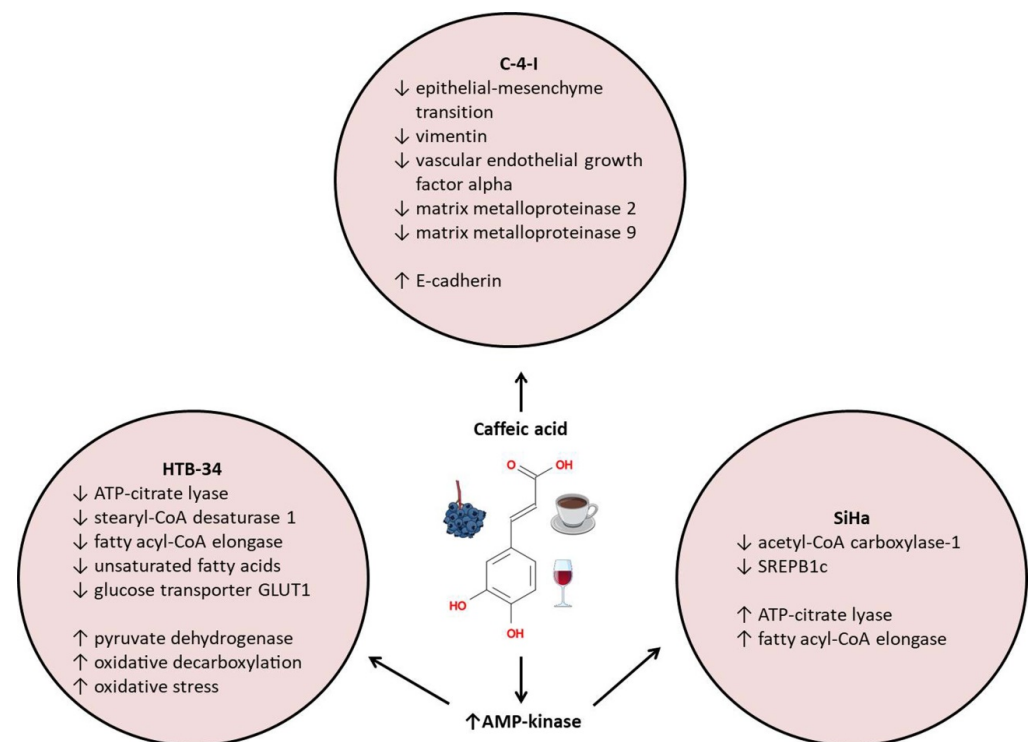 C-4-I
↓ epithelial-mesenchyme
transition
↓ vimentin
↓ vascular endothelial growth
factor alpha
↓ matrix metalloproteinase 2
↓ matrix metalloproteinase 9
↑ E-cadherin
Caffeic acid
O OH
HO
OH
HTB-34
↓ ATP-citrate lyase
↓ stearyl-CoA desaturase 1
↓ fatty acyl-CoA elongase
↓ unsaturated fatty acids
↓ glucose transporter GLUT1
↑ pyruvate dehydrogenase
↑ oxidative decarboxylation
↑ oxidative stress
SiHa
↓ acetyl-CoA carboxylase-1
↓ SREPB1c
↑ ATP-citrate lyase
↑ fatty acyl-CoA elongase
↑AMP-kinase